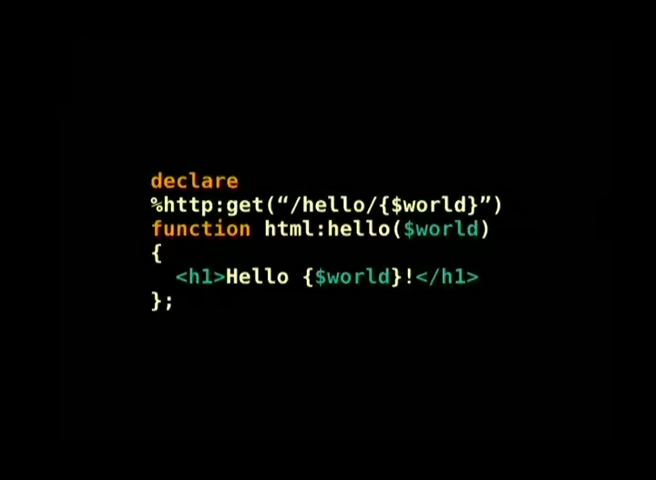 declare
%http:get(“/hello/{$world}”)
function html:hello($world)
{
  <h1>Hello {$world}!</h1>
};